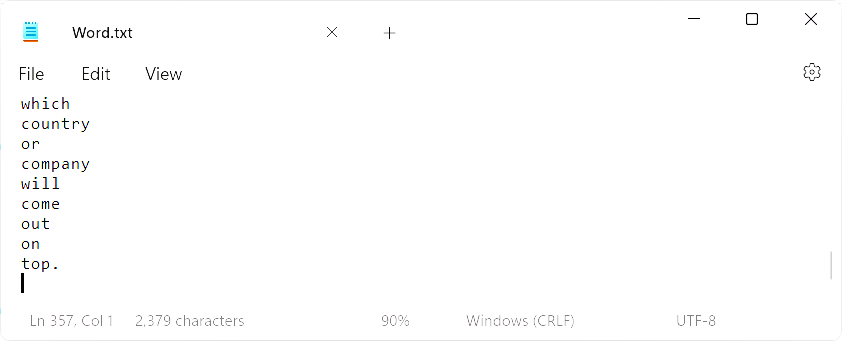 Word.txt
File Edit View
which
country
or
company
will
come
out
on
top.
Ln 357, Col 1 2,379 characters 90% Windows (CRLF) UTF-8